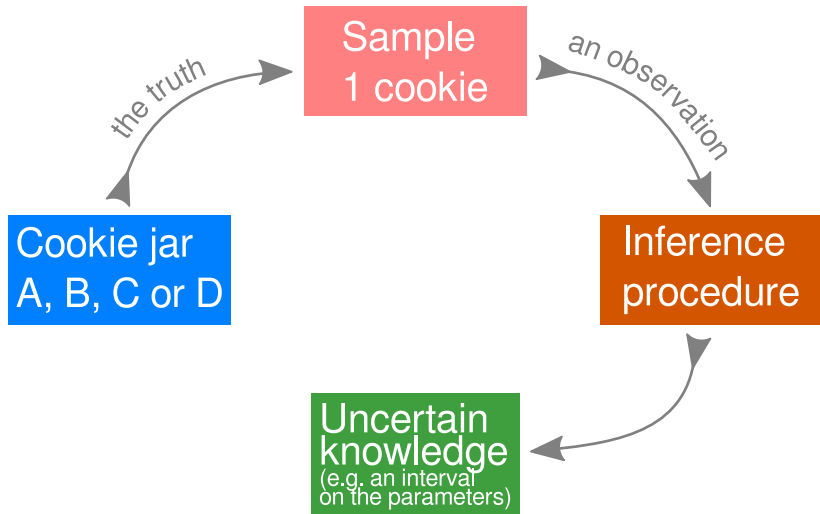 the truth
Sample
1 cookie
an observation
Cookie jar
A, B, C or D
Inference
procedure
Uncertain
knowledge
(e.g. an interval
on the parameters)